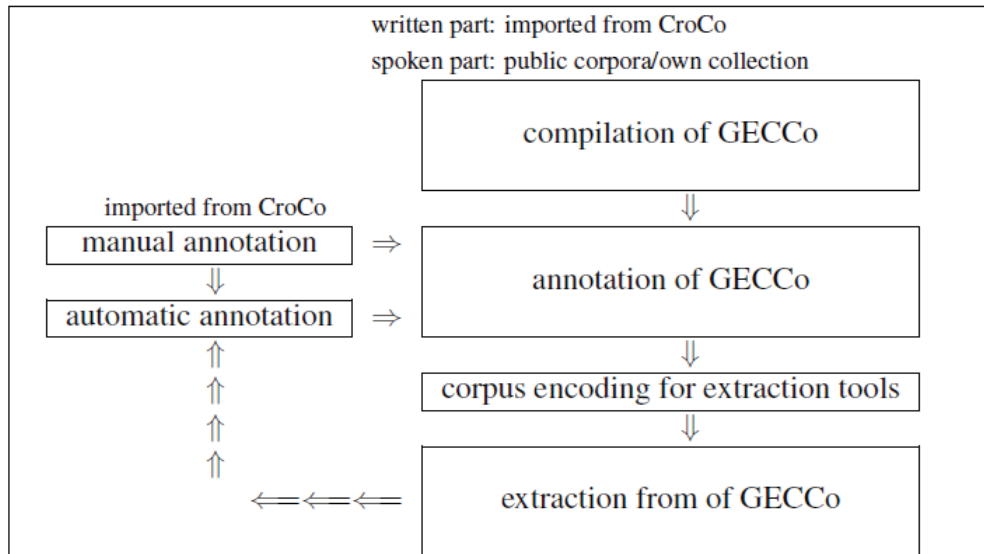 written part: imported from CroCo
spoken part: public corpora/own collection
compilation of GECCo
⇓
imported from CroCo
manual annotation ⇒
⇓
automatic annotation ⇒
annotation of GECCo
⇓
corpus encoding for extraction tools
⇓
extraction from of GECCo
⇐⇐⇐
⇑
⇑
⇑
⇑